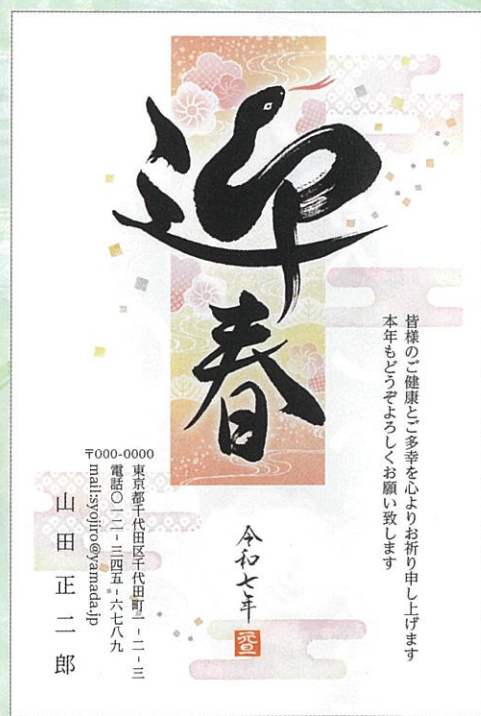 迎春
皆様のご健康とご多幸を心よりお祈り申し上げます
本年もどうぞよろしくお願い致します
令和七年
元旦
〒000-0000
東京都千代田区千代田町一-二-三
電話〇一二-三四五-六七八九
mail:syojiro@yamada.jp
山田正二郎